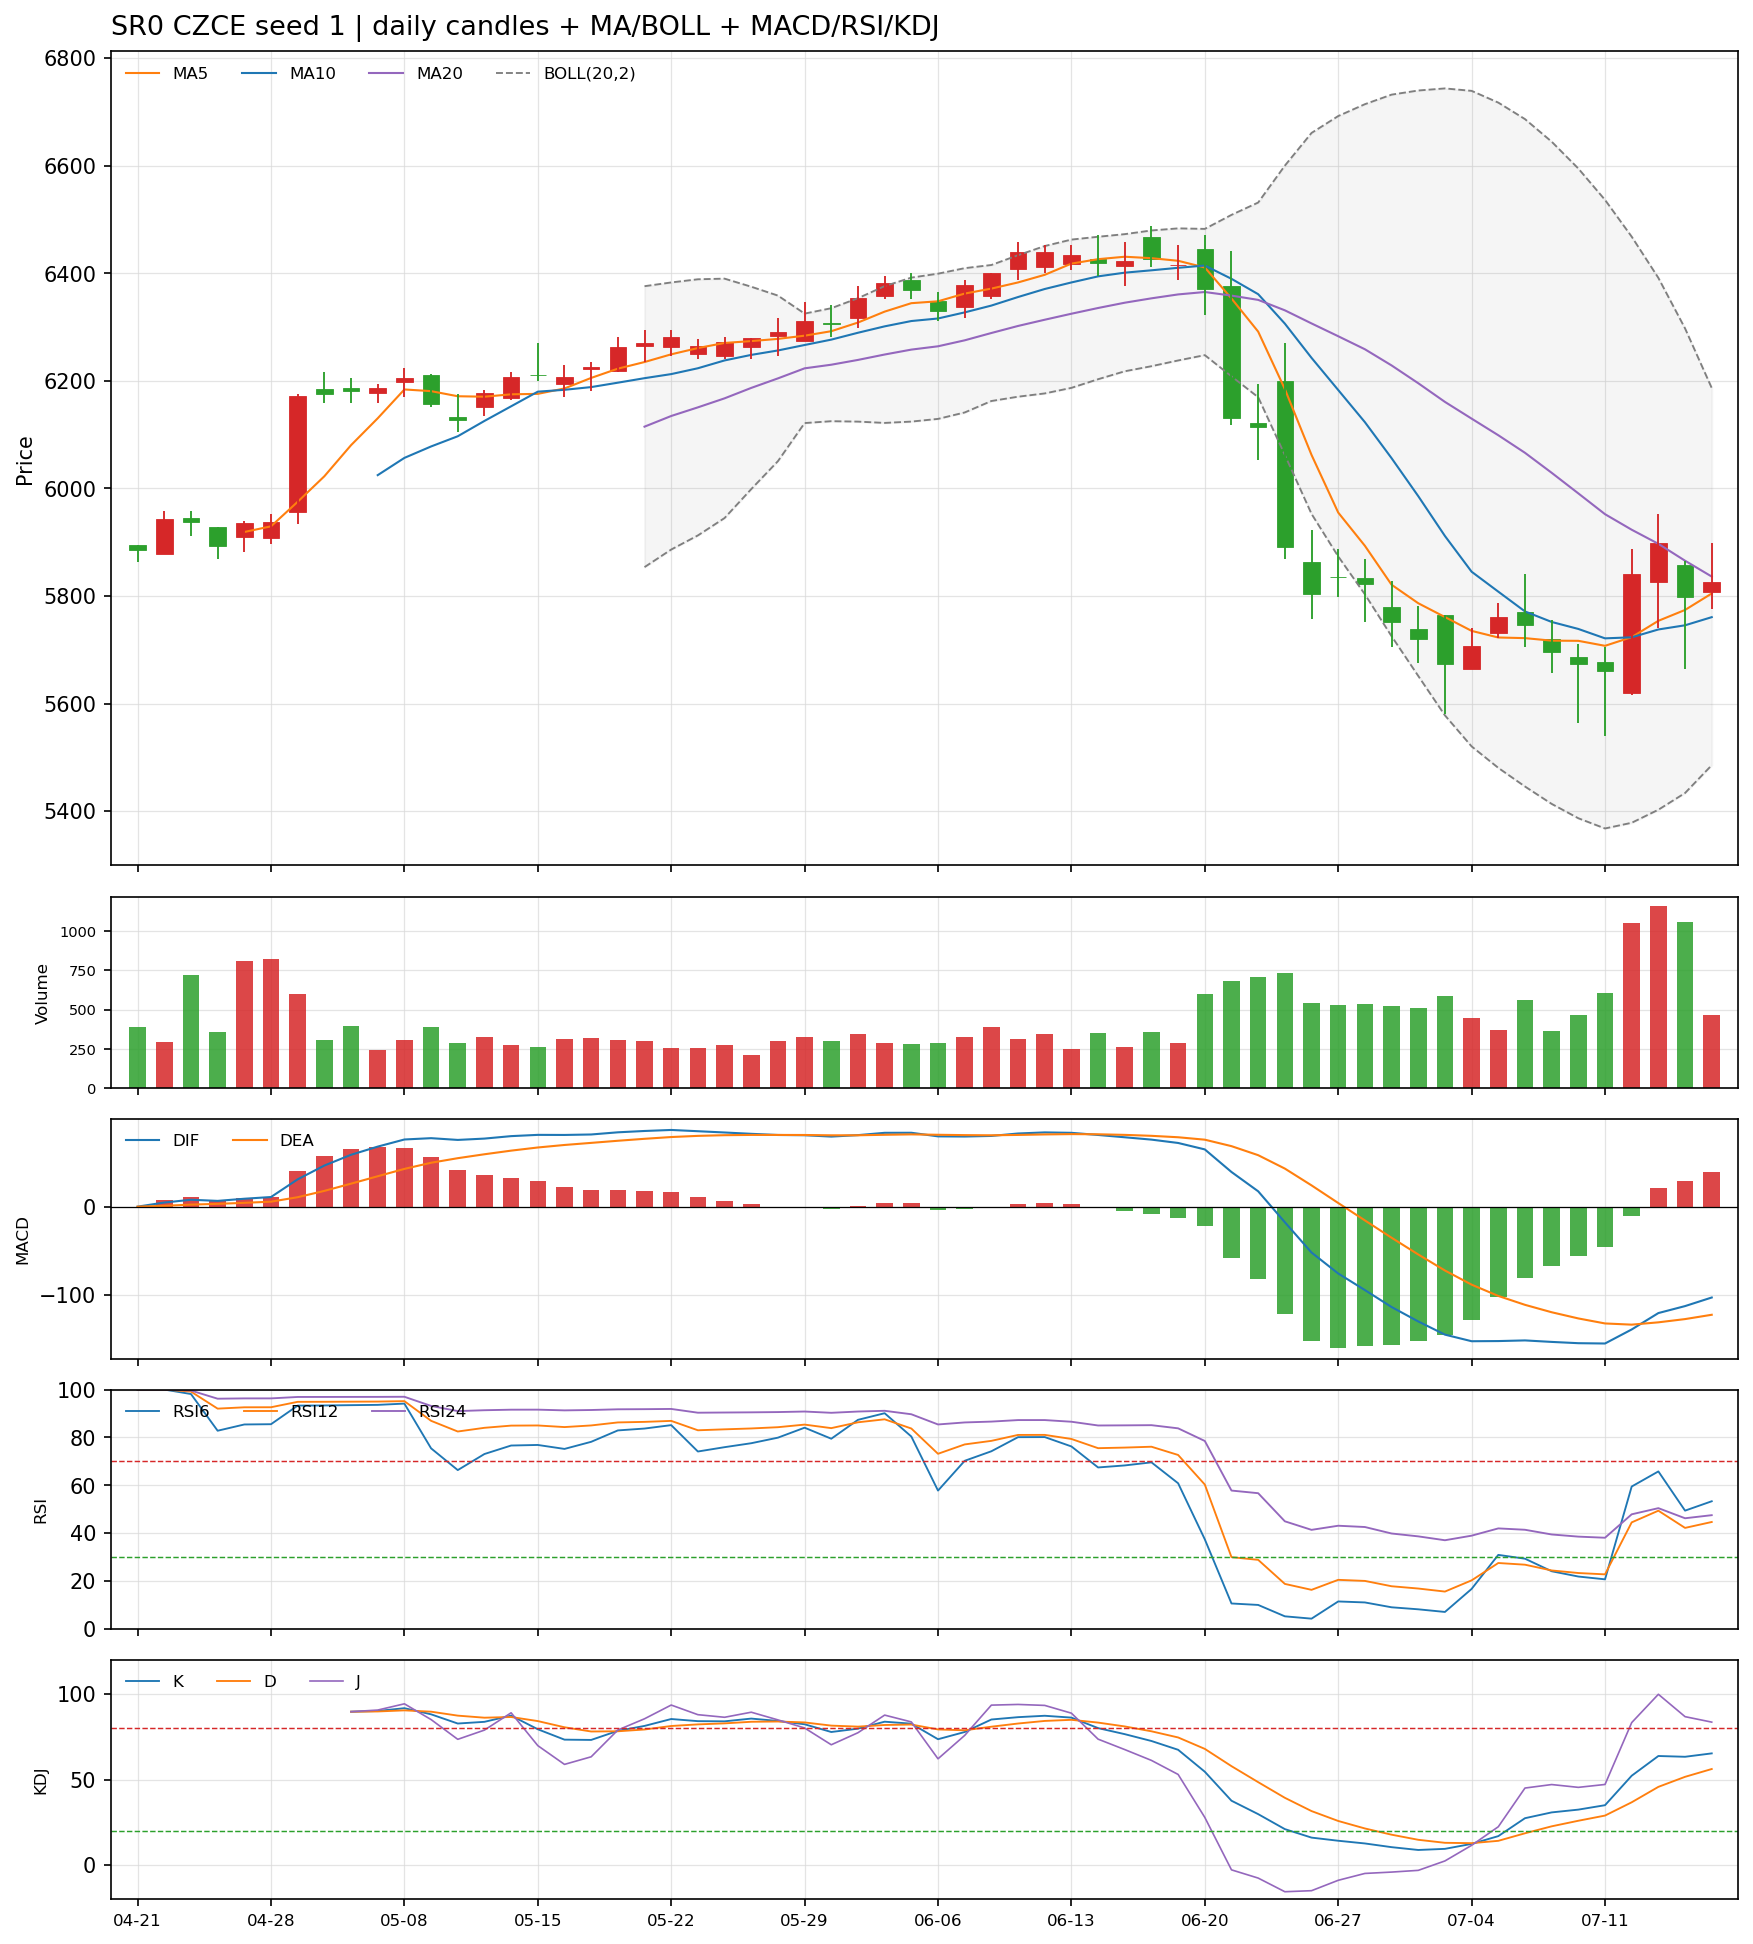 SR0 CZCE seed 1 | daily candles + MA/BOLL + MACD/RSI/KDJ
MA5 MA10 MA20 BOLL(20,2)
Price
6800
6600
6400
6200
6000
5800
5600
5400
Volume
1000
750
500
250
0
DIF DEA
MACD
0
−100
RSI6 RSI12 RSI24
RSI
100
80
60
40
20
0
K D J
KDJ
100
50
0
04-21 04-28 05-08 05-15 05-22 05-29 06-06 06-13 06-20 06-27 07-04 07-11